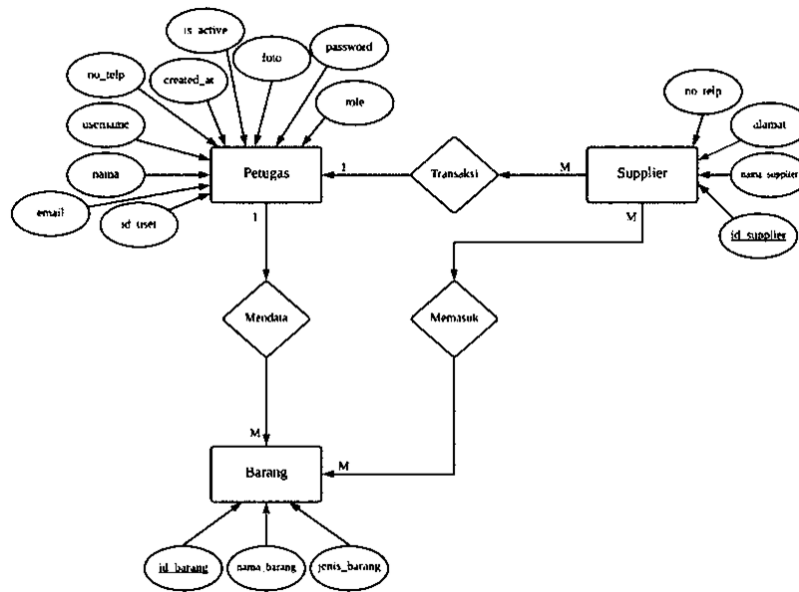 is_active
foto
password
no_telp
created_at
role
username
nama
email
id_user
Petugas
1
Transaksi
M
Supplier
no_telp
alamat
nama_supplier
id_supplier
1
M
Mendata
Memasuk
M
M
Barang
id_barang
nama_barang
jenis_barang